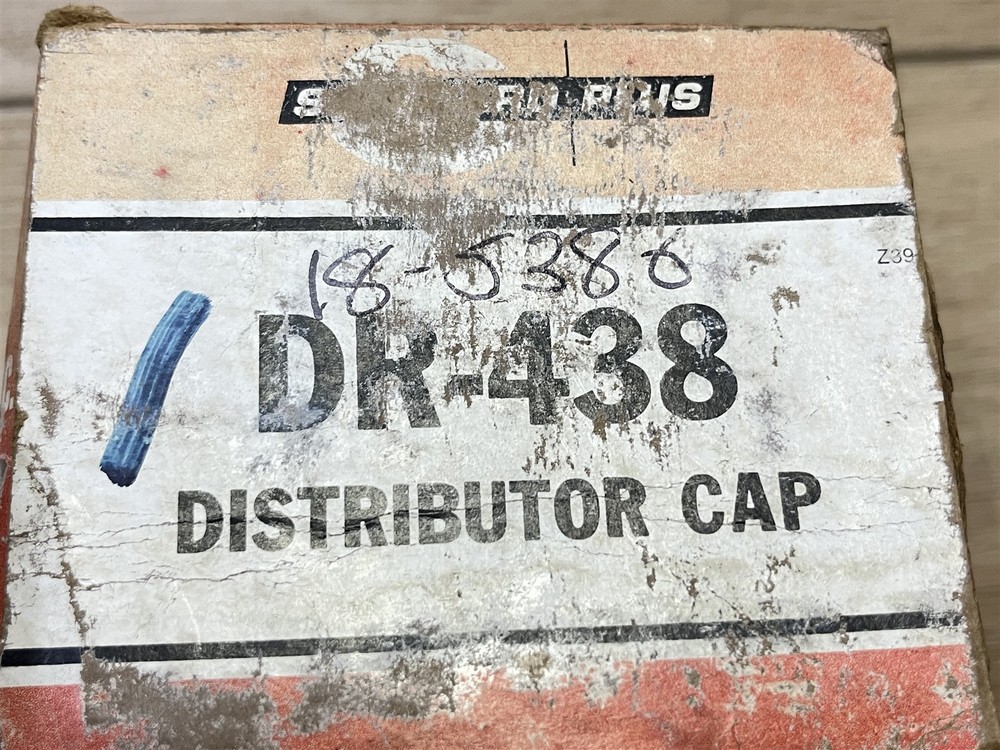 18-5386
Z39
DR-438
DISTRIBUTOR CAP